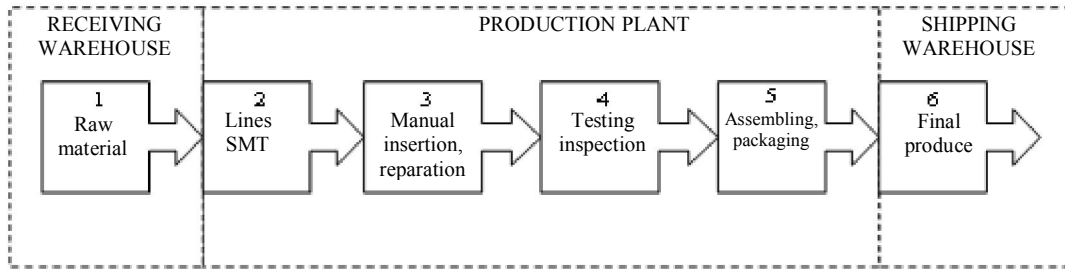 RECEIVING
WAREHOUSE
PRODUCTION PLANT
SHIPPING
WAREHOUSE
1
Raw
material
2
Lines
SMT
3
Manual
insertion,
reparation
4
Testing
inspection
5
Assembling,
packaging
6
Final
produce